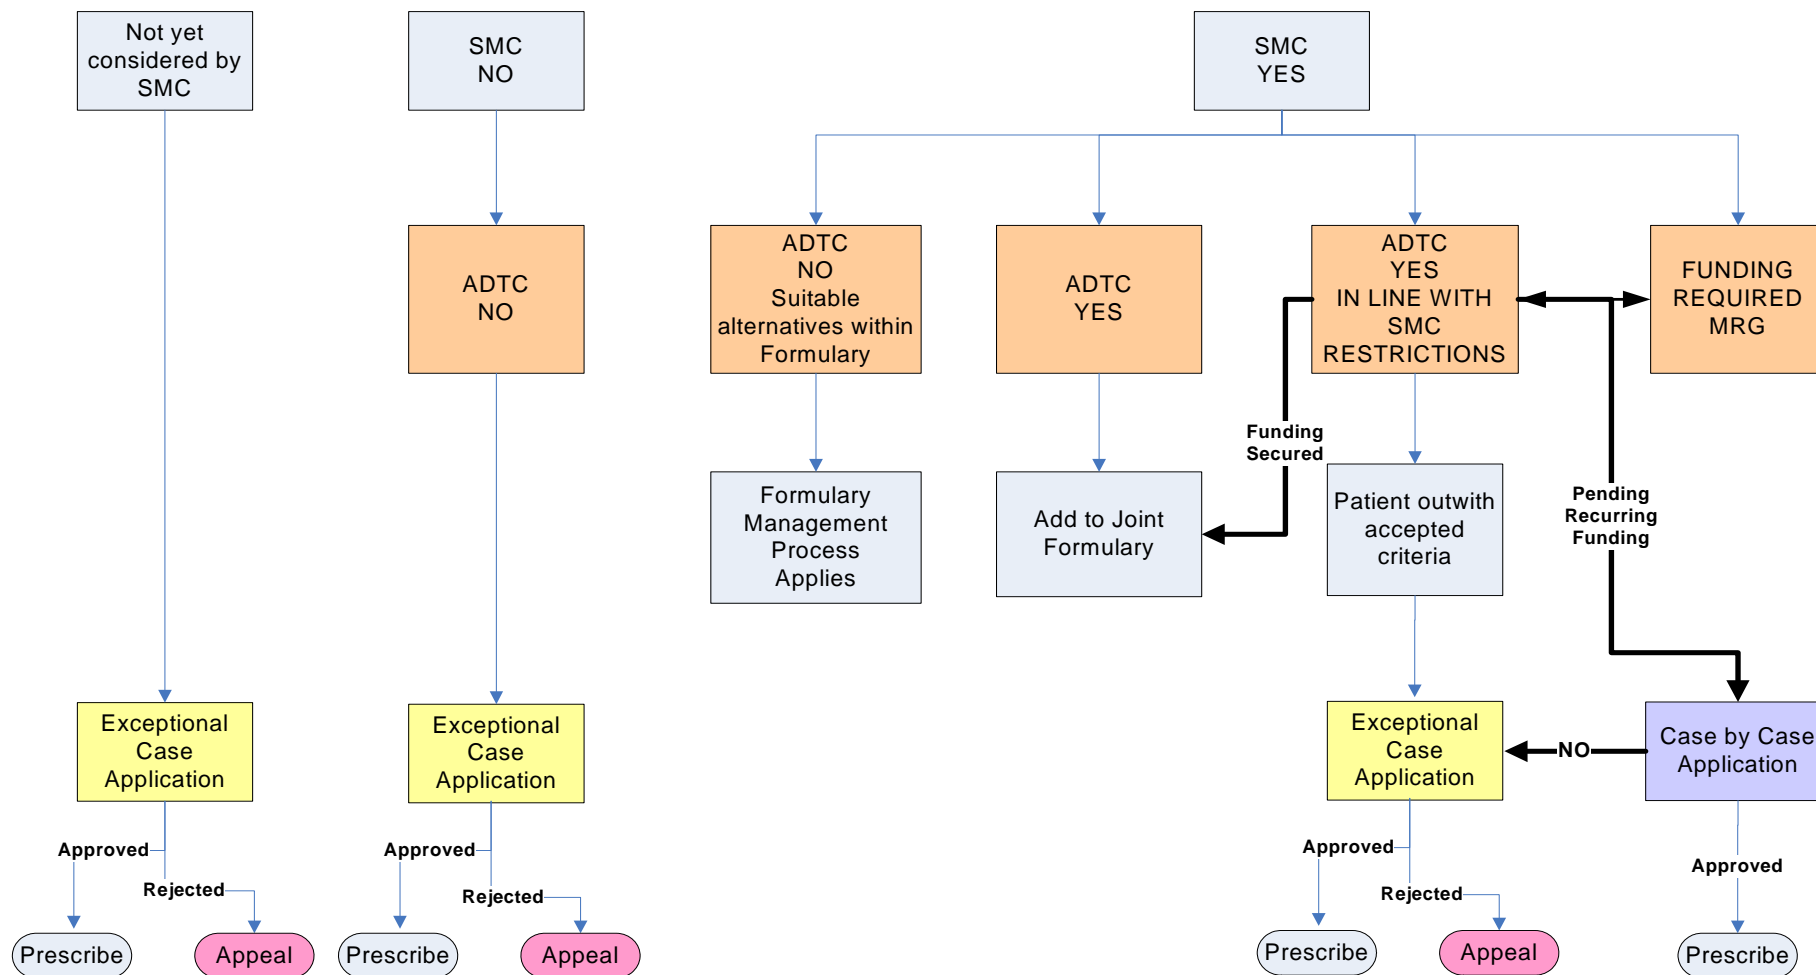 Not yet
considered by
SMC
SMC
NO
SMC
YES
ADTC
NO
ADTC
NO
Suitable
alternatives within
Formulary
ADTC
YES
ADTC
YES
IN LINE WITH
SMC
RESTRICTIONS
FUNDING
REQUIRED
MRG
Funding
Secured
Formulary
Management
Process
Applies
Add to Joint
Formulary
Patient outwith
accepted
criteria
Pending
Recurring
Funding
Exceptional
Case
Application
Exceptional
Case
Application
Exceptional
Case
Application
NO
Case by Case
Application
Approved
Rejected
Approved
Rejected
Approved
Rejected
Approved
Prescribe
Appeal
Prescribe
Appeal
Prescribe
Appeal
Prescribe